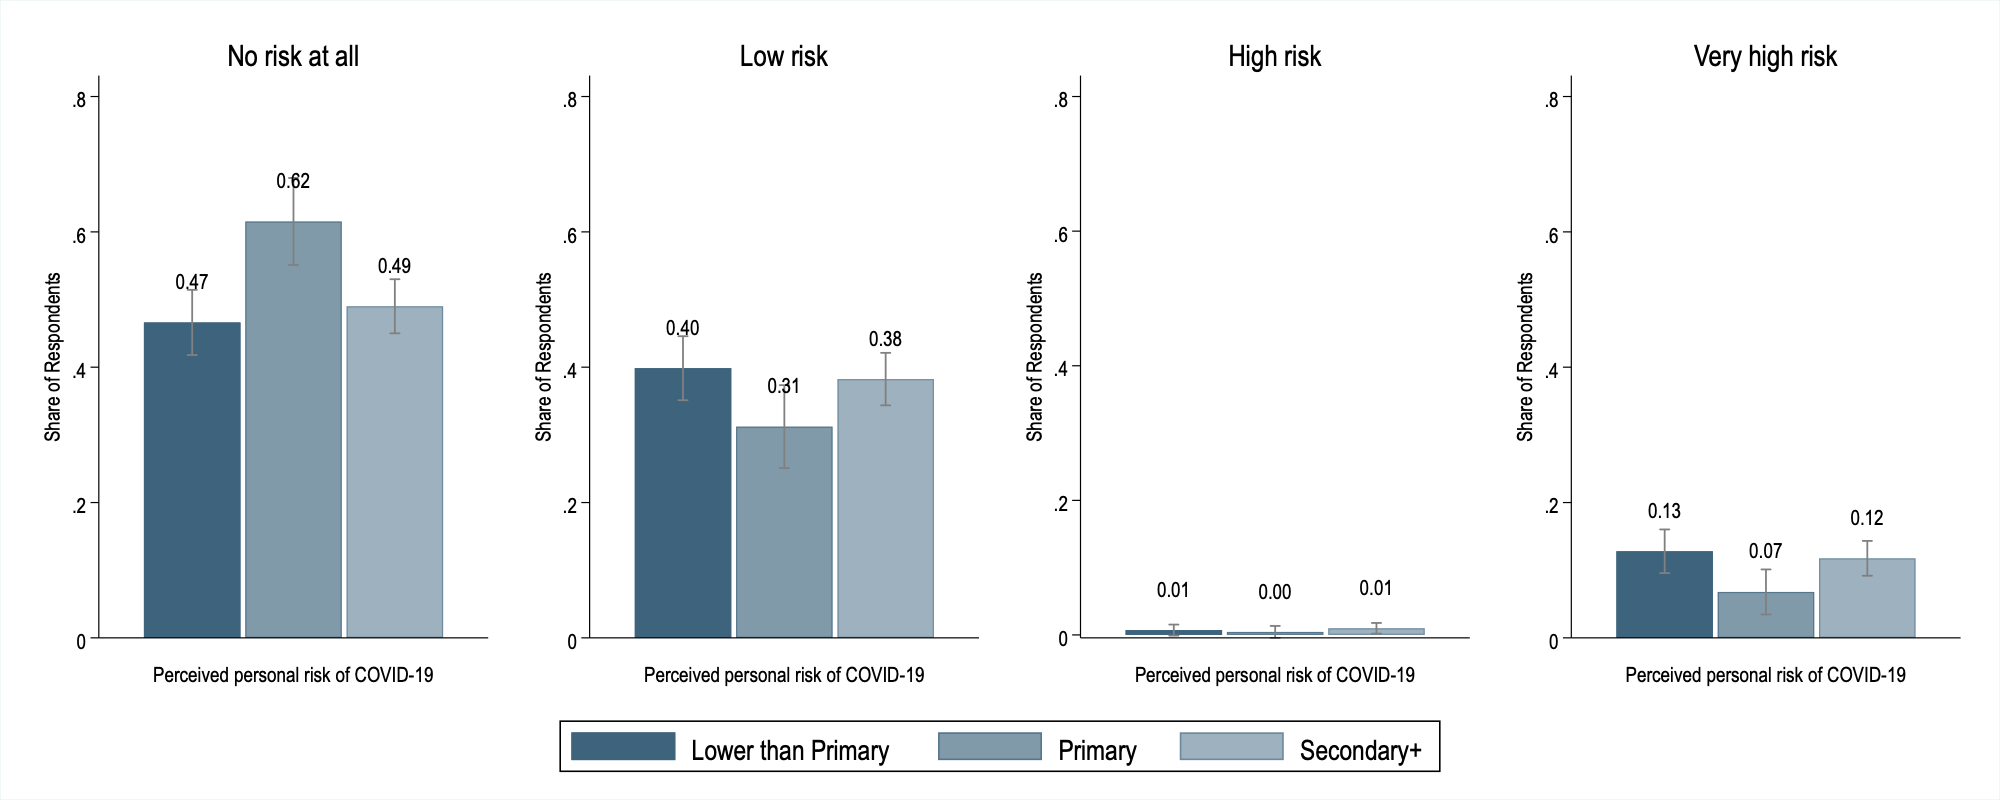 No risk at all
.8
.6
.4
.2
0
Share of Respondents
0.47
0.62
0.49
Perceived personal risk of COVID-19
Low risk
.8
.6
.4
.2
0
Share of Respondents
0.40
0.31
0.38
Perceived personal risk of COVID-19
High risk
.8
.6
.4
.2
0
Share of Respondents
0.01
0.00
0.01
Perceived personal risk of COVID-19
Very high risk
.8
.6
.4
.2
0
Share of Respondents
0.13
0.07
0.12
Perceived personal risk of COVID-19
Lower than Primary
Primary
Secondary+